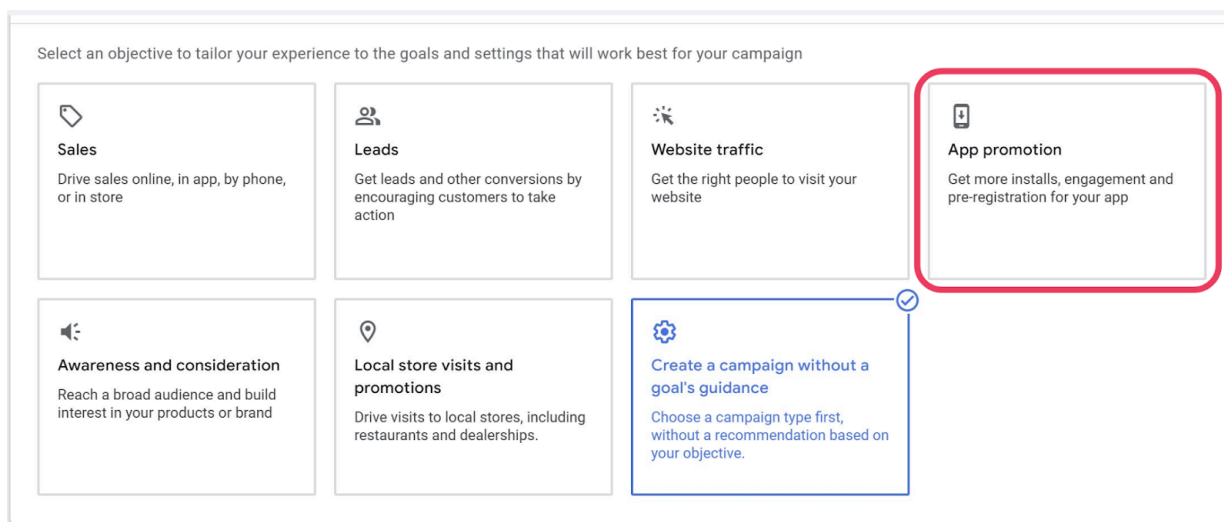 Select an objective to tailor your experience to the goals and settings that will work best for your campaign
Sales
Drive sales online, in app, by phone,
or in store
Leads
Get leads and other conversions by
encouraging customers to take
action
Website traffic
Get the right people to visit your
website
App promotion
Get more installs, engagement and
pre-registration for your app
Awareness and consideration
Reach a broad audience and build
interest in your products or brand
Local store visits and
promotions
Drive visits to local stores, including
restaurants and dealerships.
Create a campaign without a
goal's guidance
Choose a campaign type first,
without a recommendation based on
your objective.